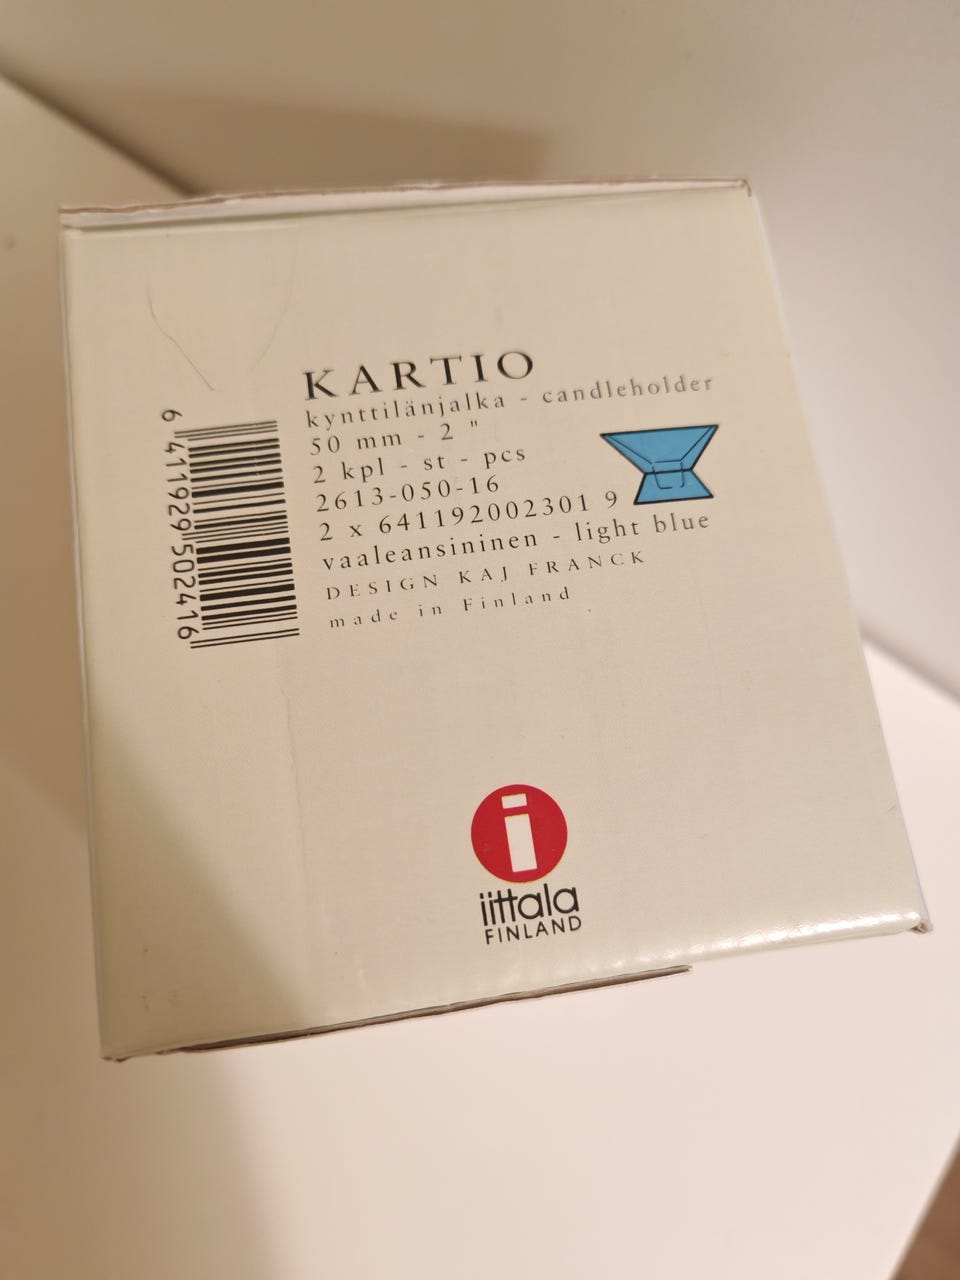 KARTIO
kynttilänjalka - candleholder
50 mm - 2 "
2 kpl - st - pcs
2613-050-16
2 x 641192002301 9
vaaleansininen - light blue
DESIGN KAJ FRANCK
made in Finland
6 411929 502416
i
iittala
FINLAND